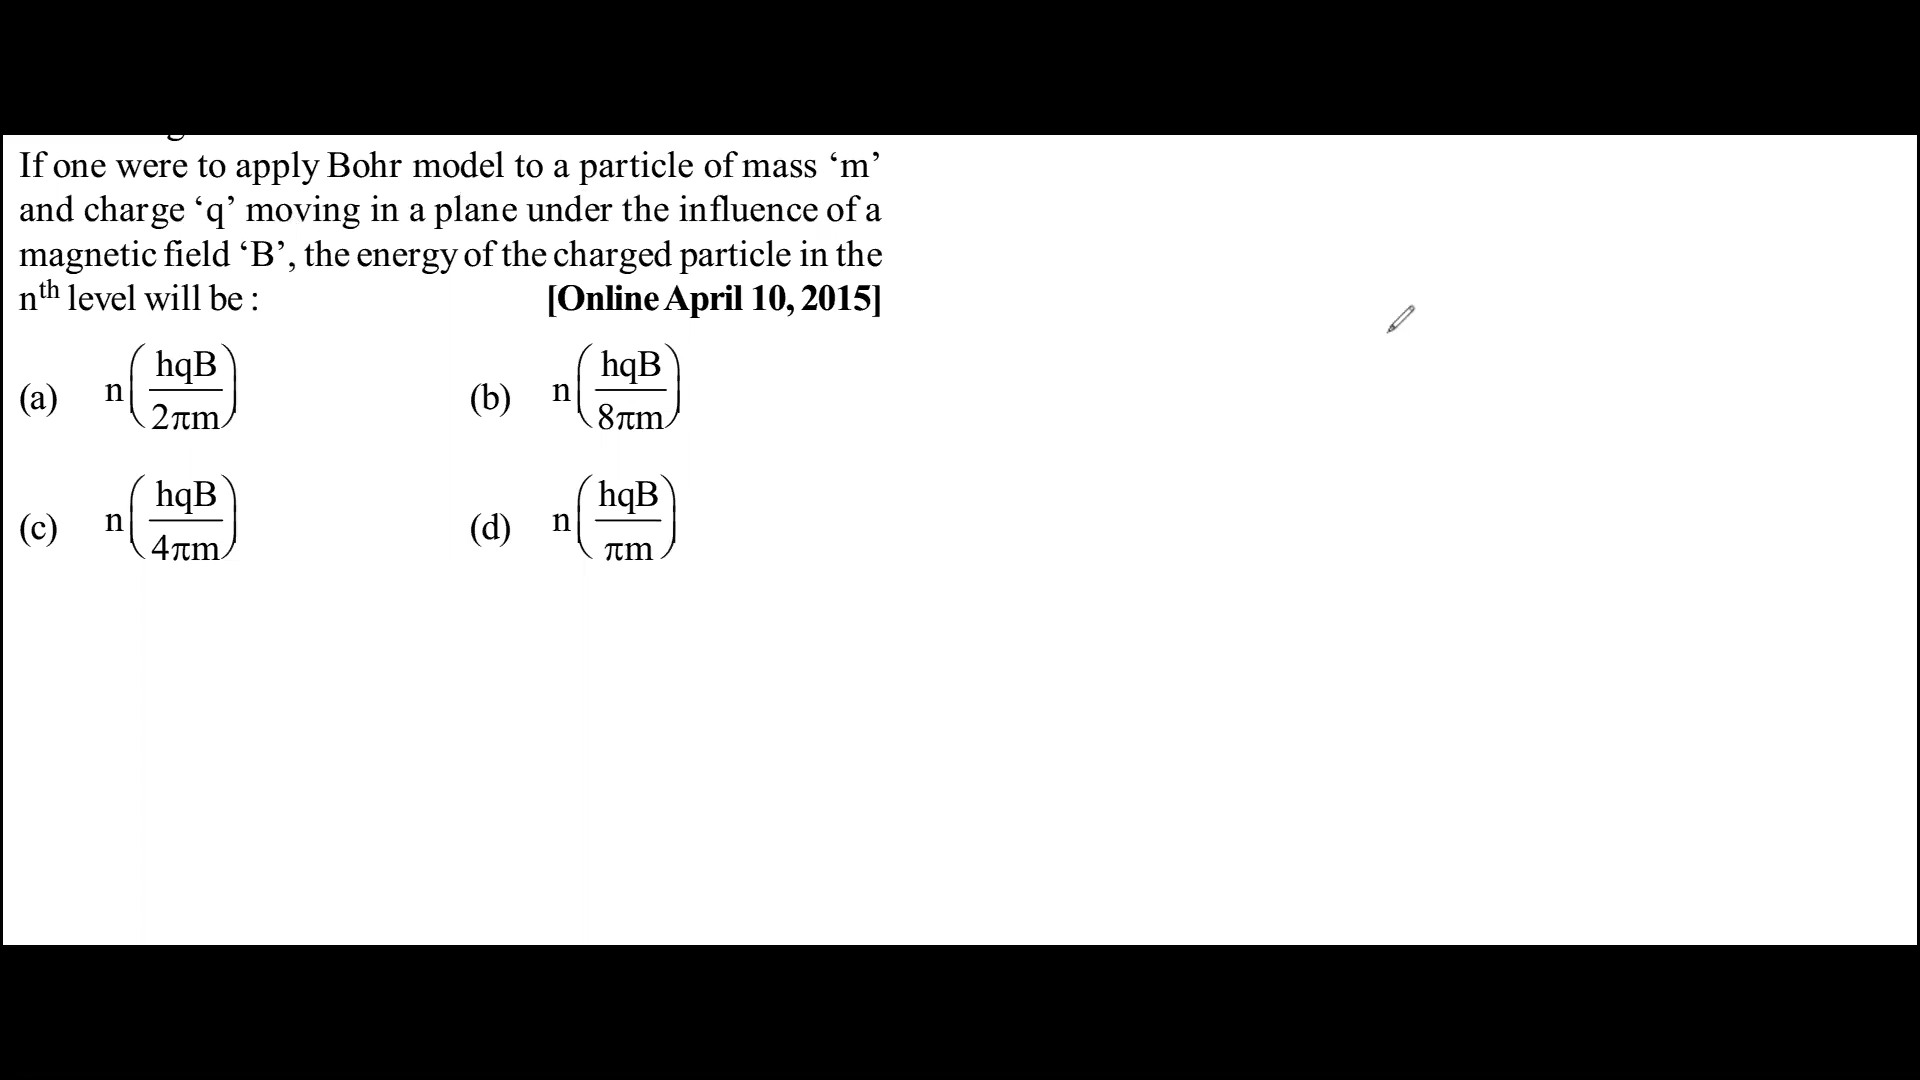 If one were to apply Bohr model to a particle of mass ‘m’
and charge ‘q’ moving in a plane under the influence of a
magnetic field ‘B’, the energy of the charged particle in the
nth level will be : [Online April 10, 2015]
(a) n(hqB/2πm) (b) n(hqB/8πm)
(c) n(hqB/4πm) (d) n(hqB/πm)